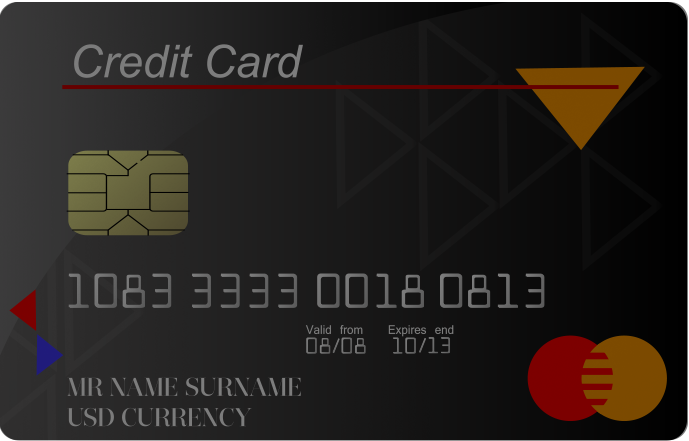 Credit Card
1083 3333 0018 0813
Valid from Expires end
08/08 10/13
MR NAME SURNAME
USD CURRENCY